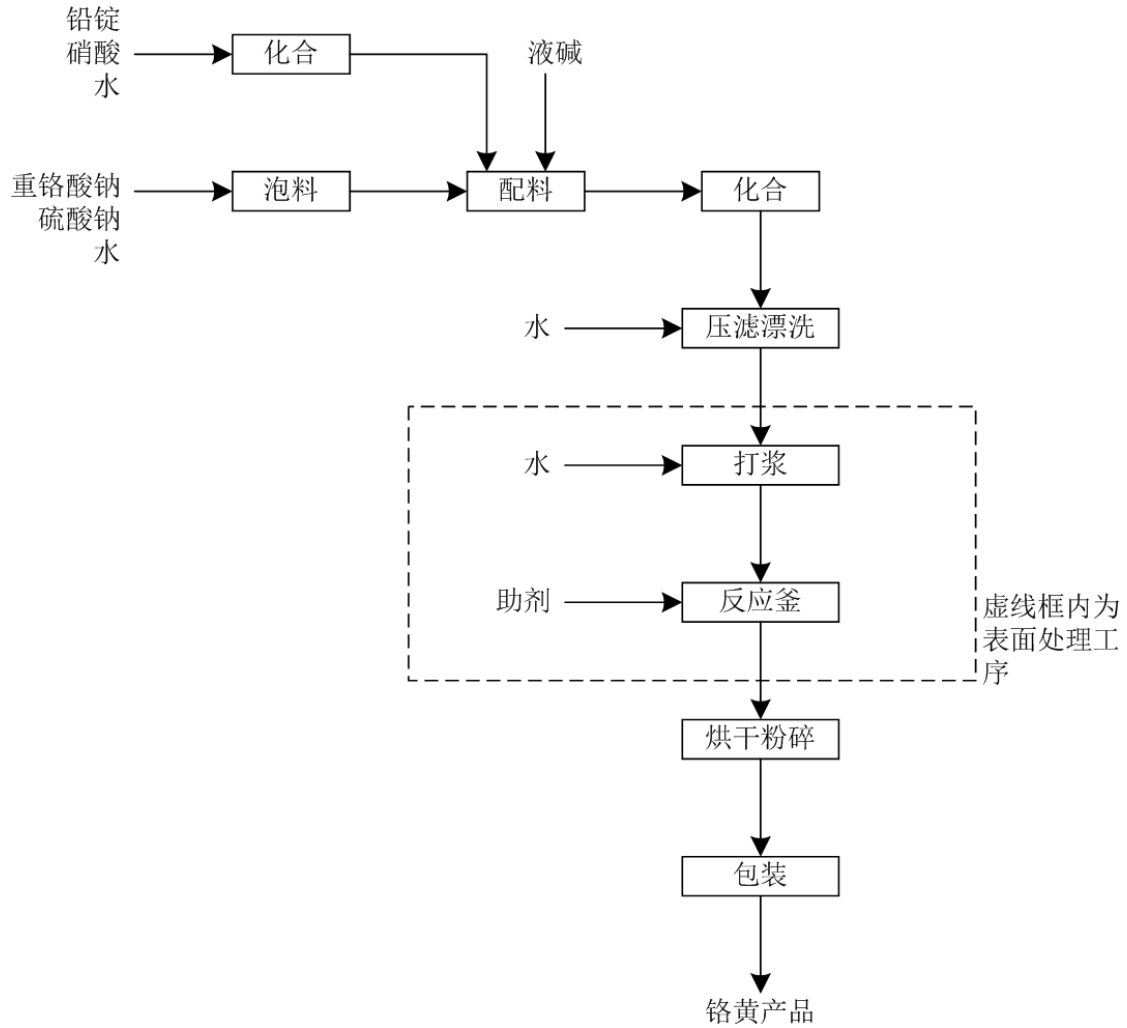 铅锭
硝酸
水
化合
液碱
重铬酸钠
硫酸钠
水
泡料
配料
化合
水
压滤漂洗
水
打浆
助剂
反应釜
虚线框内为
表面处理工
序
烘干粉碎
包装
铬黄产品